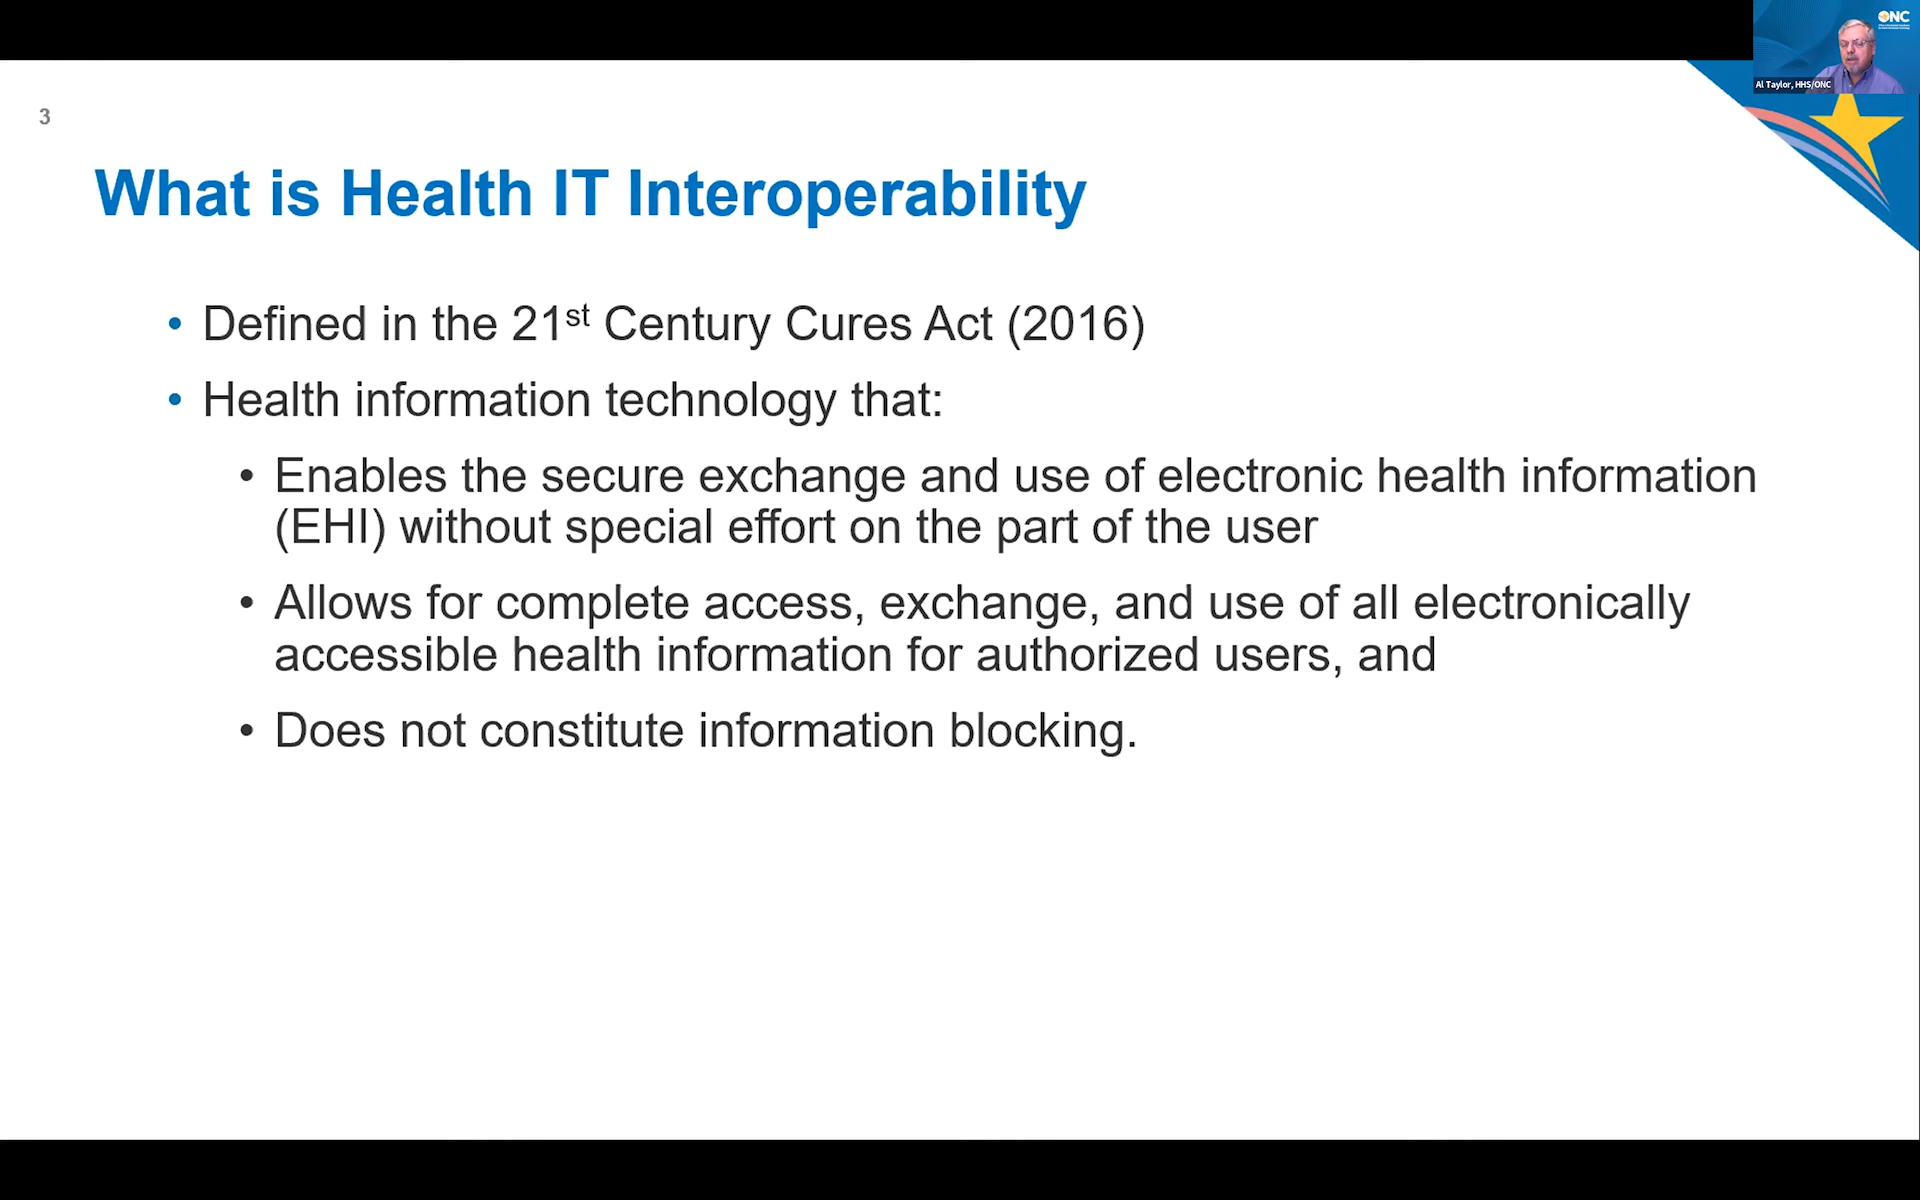 ONC
Al Taylor, HHS/ONC
3
What is Health IT Interoperability
• Defined in the 21st Century Cures Act (2016)
• Health information technology that:
• Enables the secure exchange and use of electronic health information
(EHI) without special effort on the part of the user
• Allows for complete access, exchange, and use of all electronically
accessible health information for authorized users, and
• Does not constitute information blocking.